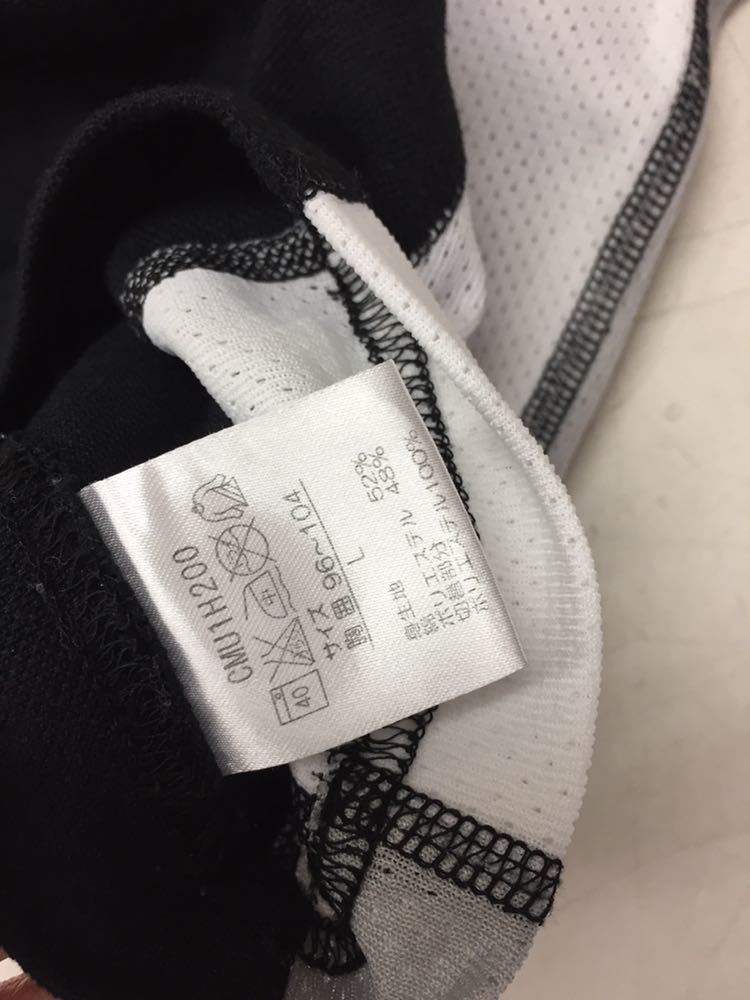 CMU1H200
40
中
サイズ
胸囲 96~104
L
身生地
綿 52%
ポリエステル 48%
切替部分
ポリエステル100%